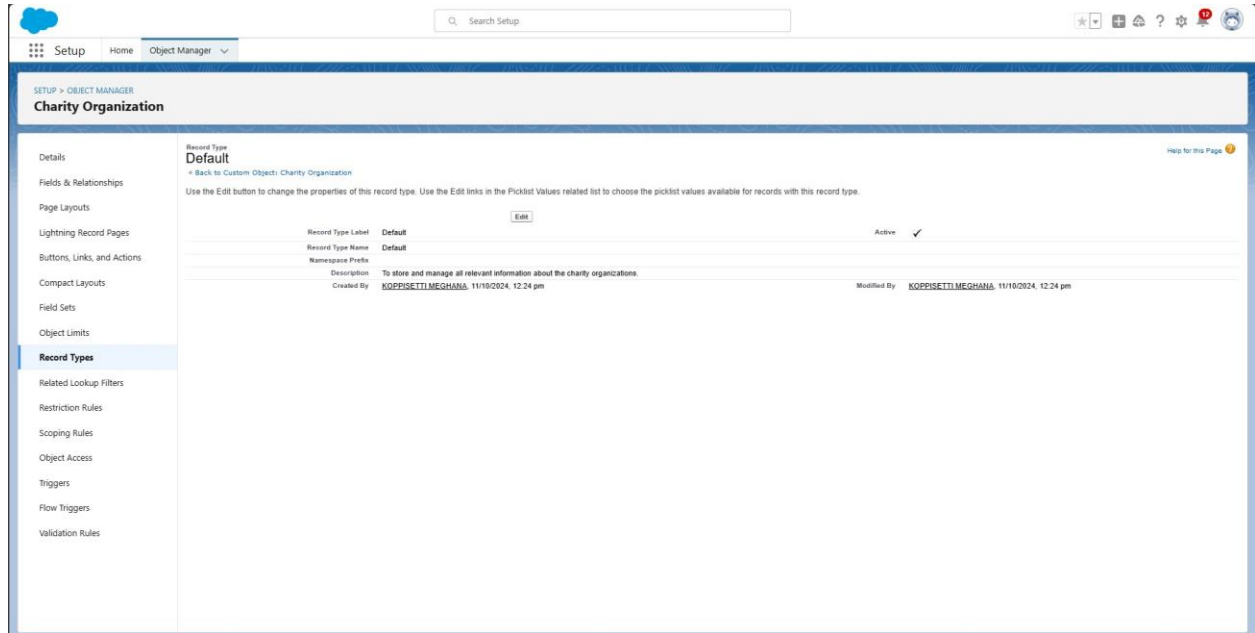 Search Setup
12
Setup Home Object Manager
SETUP > OBJECT MANAGER
Charity Organization
Details
Fields & Relationships
Page Layouts
Lightning Record Pages
Buttons, Links, and Actions
Compact Layouts
Field Sets
Object Limits
Record Types
Related Lookup Filters
Restriction Rules
Scoping Rules
Object Access
Triggers
Flow Triggers
Validation Rules
Record Type
Default
Help for this Page ?
« Back to Custom Object: Charity Organization
Use the Edit button to change the properties of this record type. Use the Edit links in the Picklist Values related list to choose the picklist values available for records with this record type.
Edit
Record Type Label Default Active ✓
Record Type Name Default
Namespace Prefix
Description To store and manage all relevant information about the charity organizations.
Created By KOPPISETTI MEGHANA, 11/10/2024, 12:24 pm Modified By KOPPISETTI MEGHANA, 11/10/2024, 12:24 pm